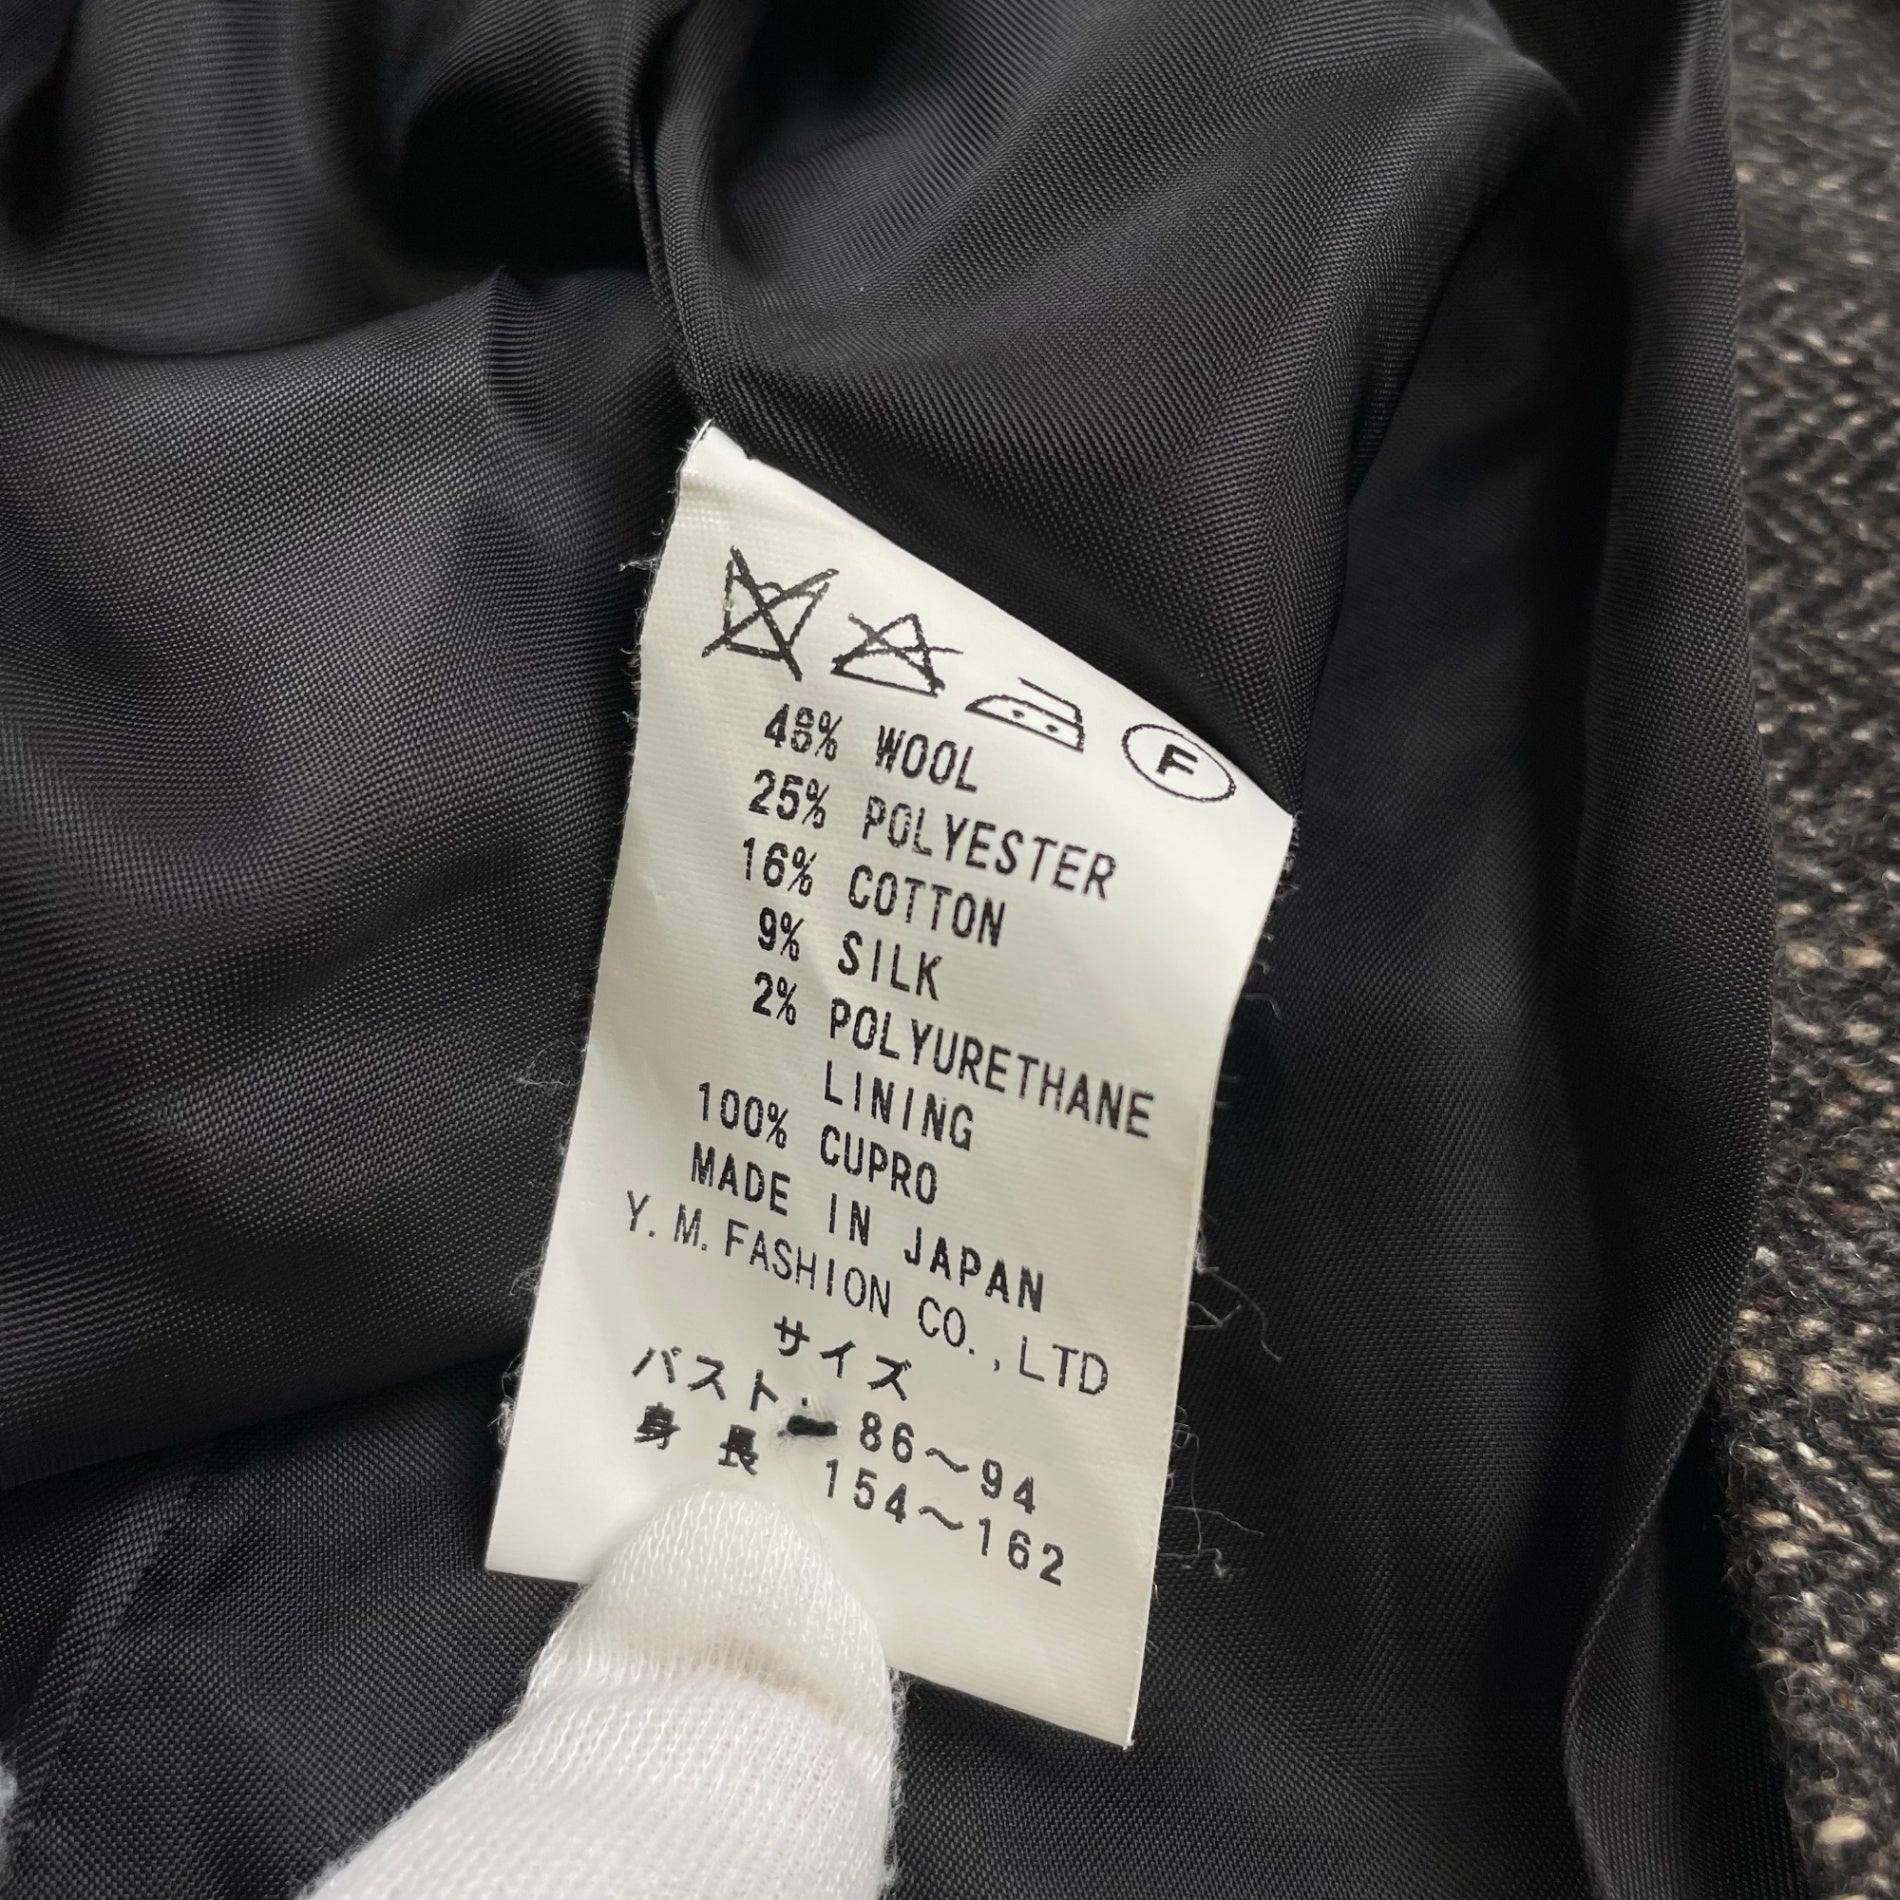 F
48% WOOL
25% POLYESTER
16% COTTON
9% SILK
2% POLYURETHANE
LINING
100% CUPRO
MADE IN JAPAN
Y.M.FASHION CO.,LTD
サイズ
バスト 86～94
身長 154～162